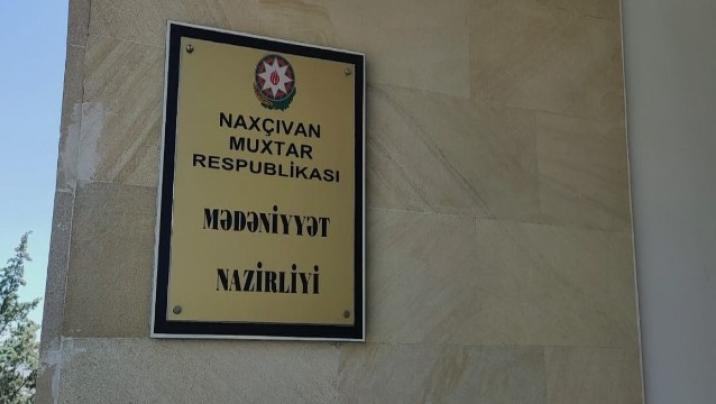 NAXÇIVAN
MUXTAR
RESPUBLİKASI
MƏDƏNİYYƏT
NAZİRLİYİ